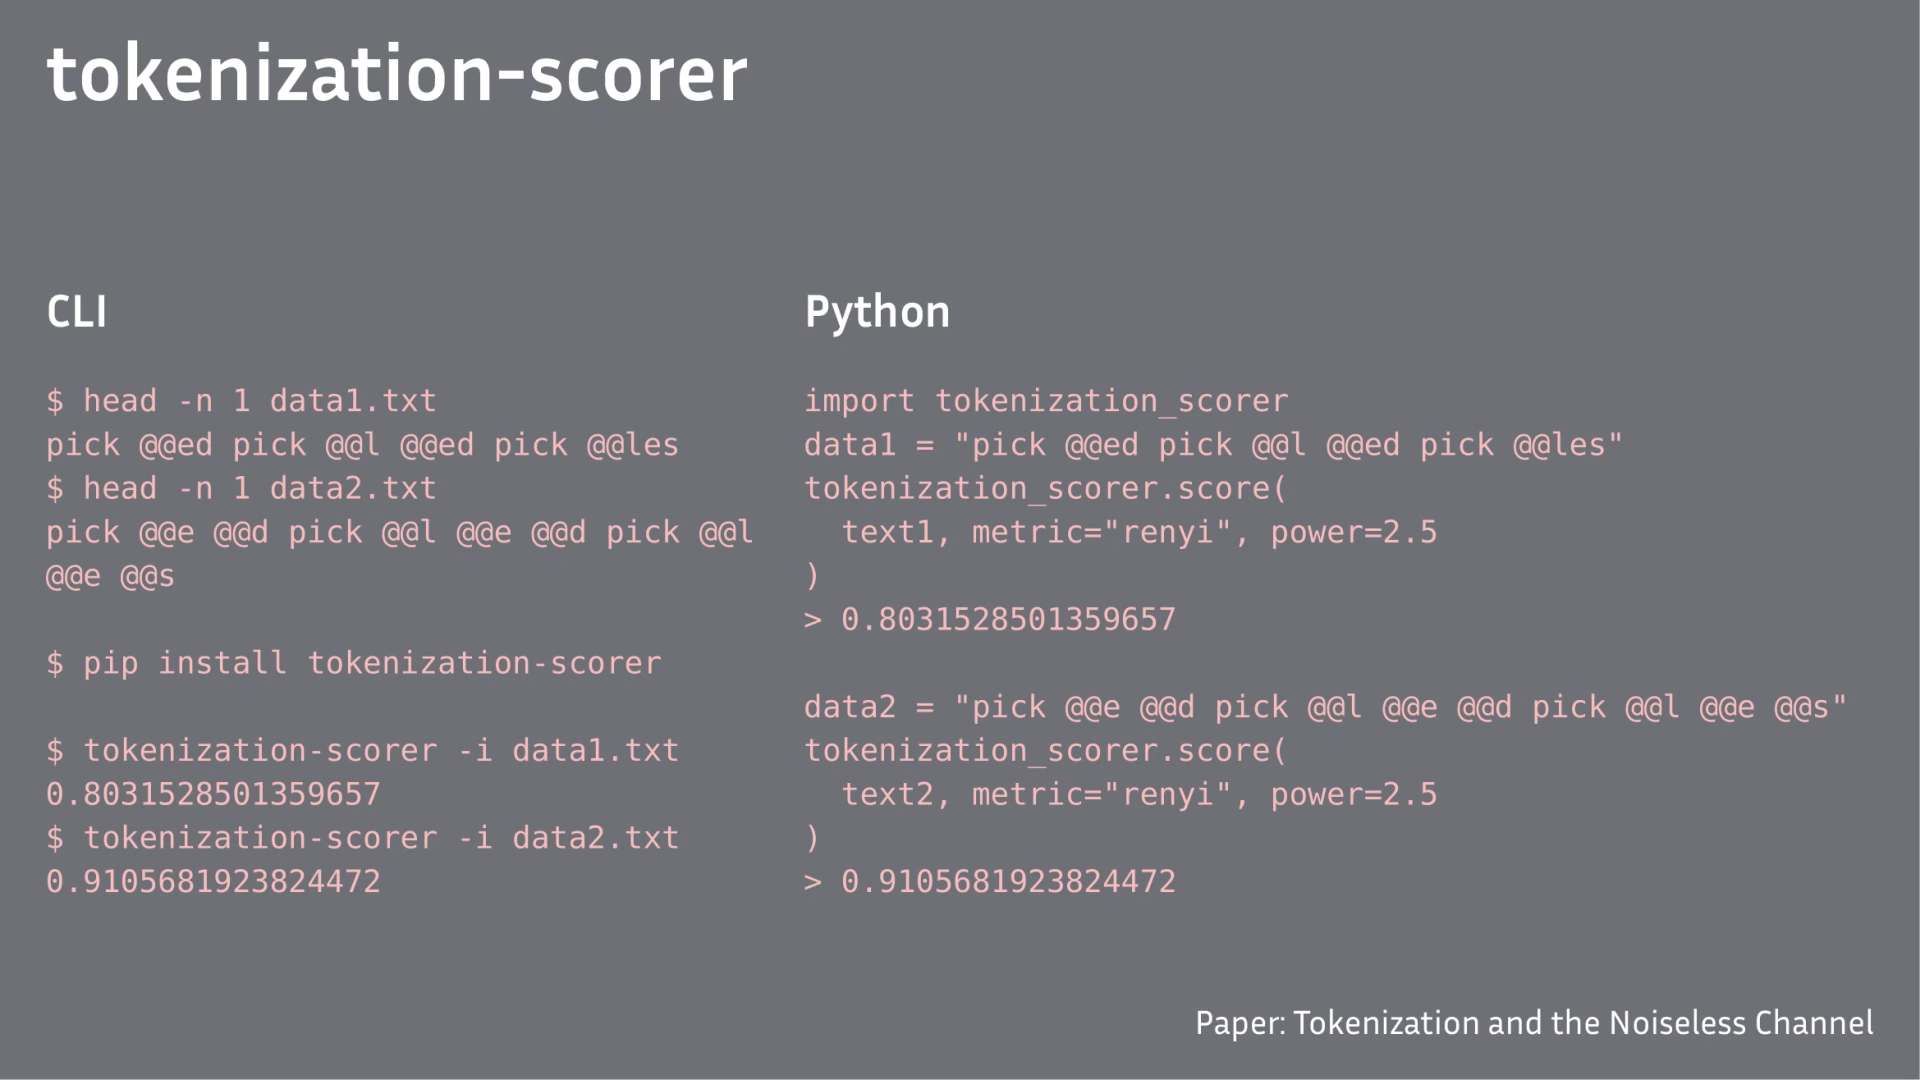 tokenization-scorer
CLI
$ head -n 1 data1.txt
pick @@ed pick @@l @@ed pick @@les
$ head -n 1 data2.txt
pick @@e @@d pick @@l @@e @@d pick @@l
@@e @@s
$ pip install tokenization-scorer
$ tokenization-scorer -i data1.txt
0.8031528501359657
$ tokenization-scorer -i data2.txt
0.9105681923824472
Python
import tokenization_scorer
data1 = "pick @@ed pick @@l @@ed pick @@les"
tokenization_scorer.score(
  text1, metric="renyi", power=2.5
)
> 0.8031528501359657
data2 = "pick @@e @@d pick @@l @@e @@d pick @@l @@e @@s"
tokenization_scorer.score(
  text2, metric="renyi", power=2.5
)
> 0.9105681923824472
Paper: Tokenization and the Noiseless Channel